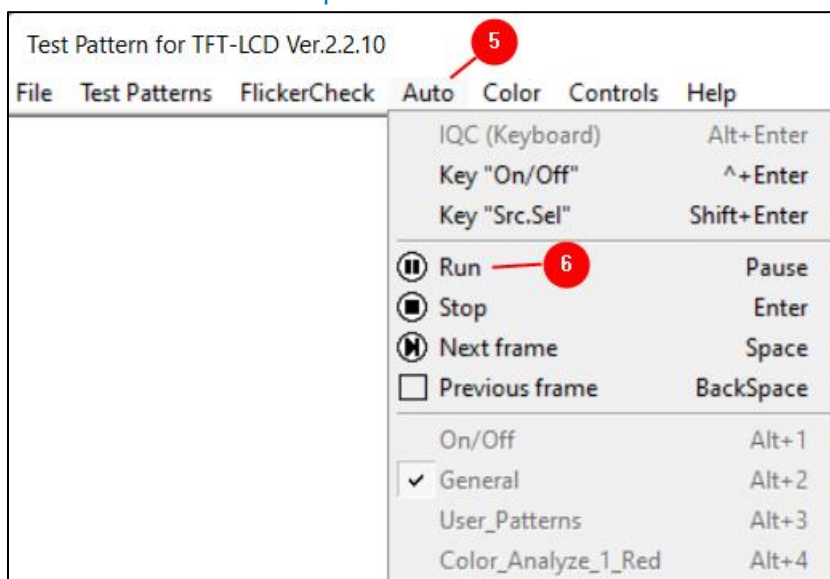 Test Pattern for TFT-LCD Ver.2.2.10 5
File Test Patterns FlickerCheck Auto Color Controls Help
IQC (Keyboard) Alt+Enter
Key "On/Off" ^+Enter
Key "Src.Sel" Shift+Enter
Run 6 Pause
Stop Enter
Next frame Space
Previous frame BackSpace
On/Off Alt+1
General Alt+2
User_Patterns Alt+3
Color_Analyze_1_Red Alt+4